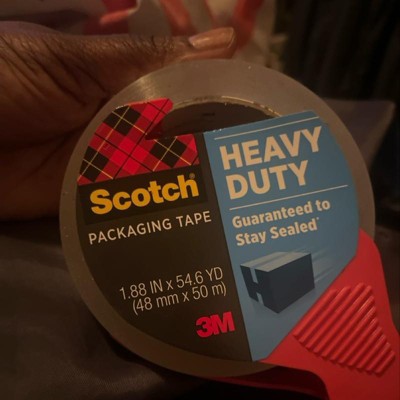 Scotch®
PACKAGING TAPE
1.88 IN x 54.6 YD
(48 mm x 50 m)
3M
HEAVY
DUTY
Guaranteed to
Stay Sealed*